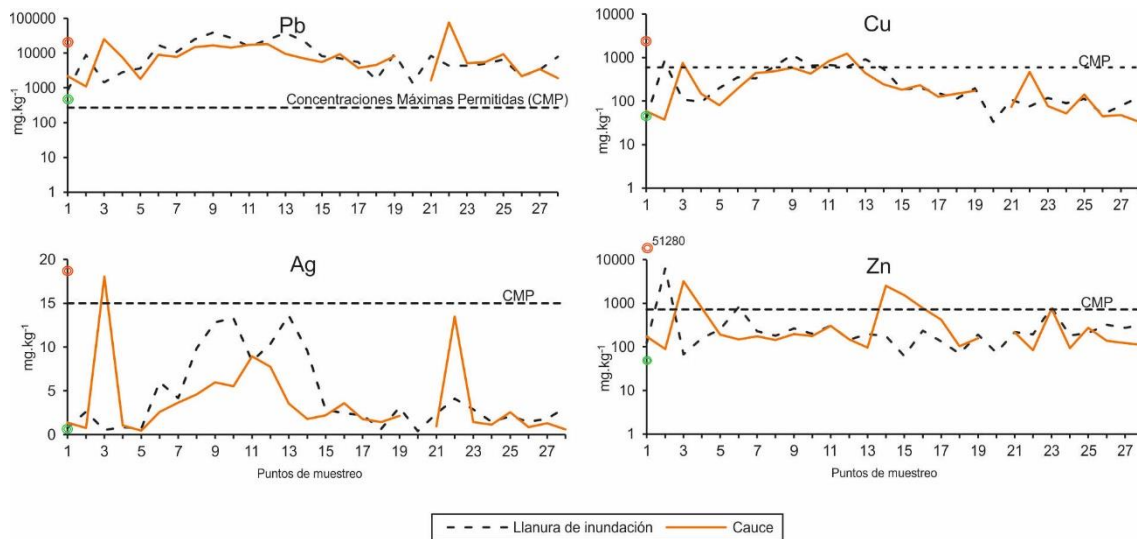 Pb
mg.kg-1
100000
10000
1000
100
10
1
Concentraciones Máximas Permitidas (CMP)
1 3 5 7 9 11 13 15 17 19 21 23 25 27
Cu
mg.kg-1
10000
1000
100
10
1
CMP
1 3 5 7 9 11 13 15 17 19 21 23 25 27
Ag
mg.kg-1
20
15
10
5
0
CMP
1 3 5 7 9 11 13 15 17 19 21 23 25 27
Puntos de muestreo
51280
Zn
mg.kg-1
10000
1000
100
10
1
CMP
1 3 5 7 9 11 13 15 17 19 21 23 25 27
Puntos de muestreo
Llanura de inundación Cauce